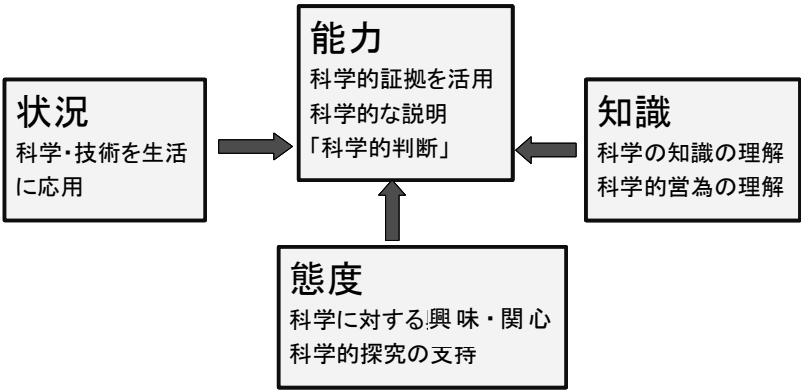 能力
科学的証拠を活用
科学的な説明
「科学的判断」
状況
科学・技術を生活
に応用
知識
科学の知識の理解
科学的営為の理解
態度
科学に対する興味・関心
科学的探究の支持